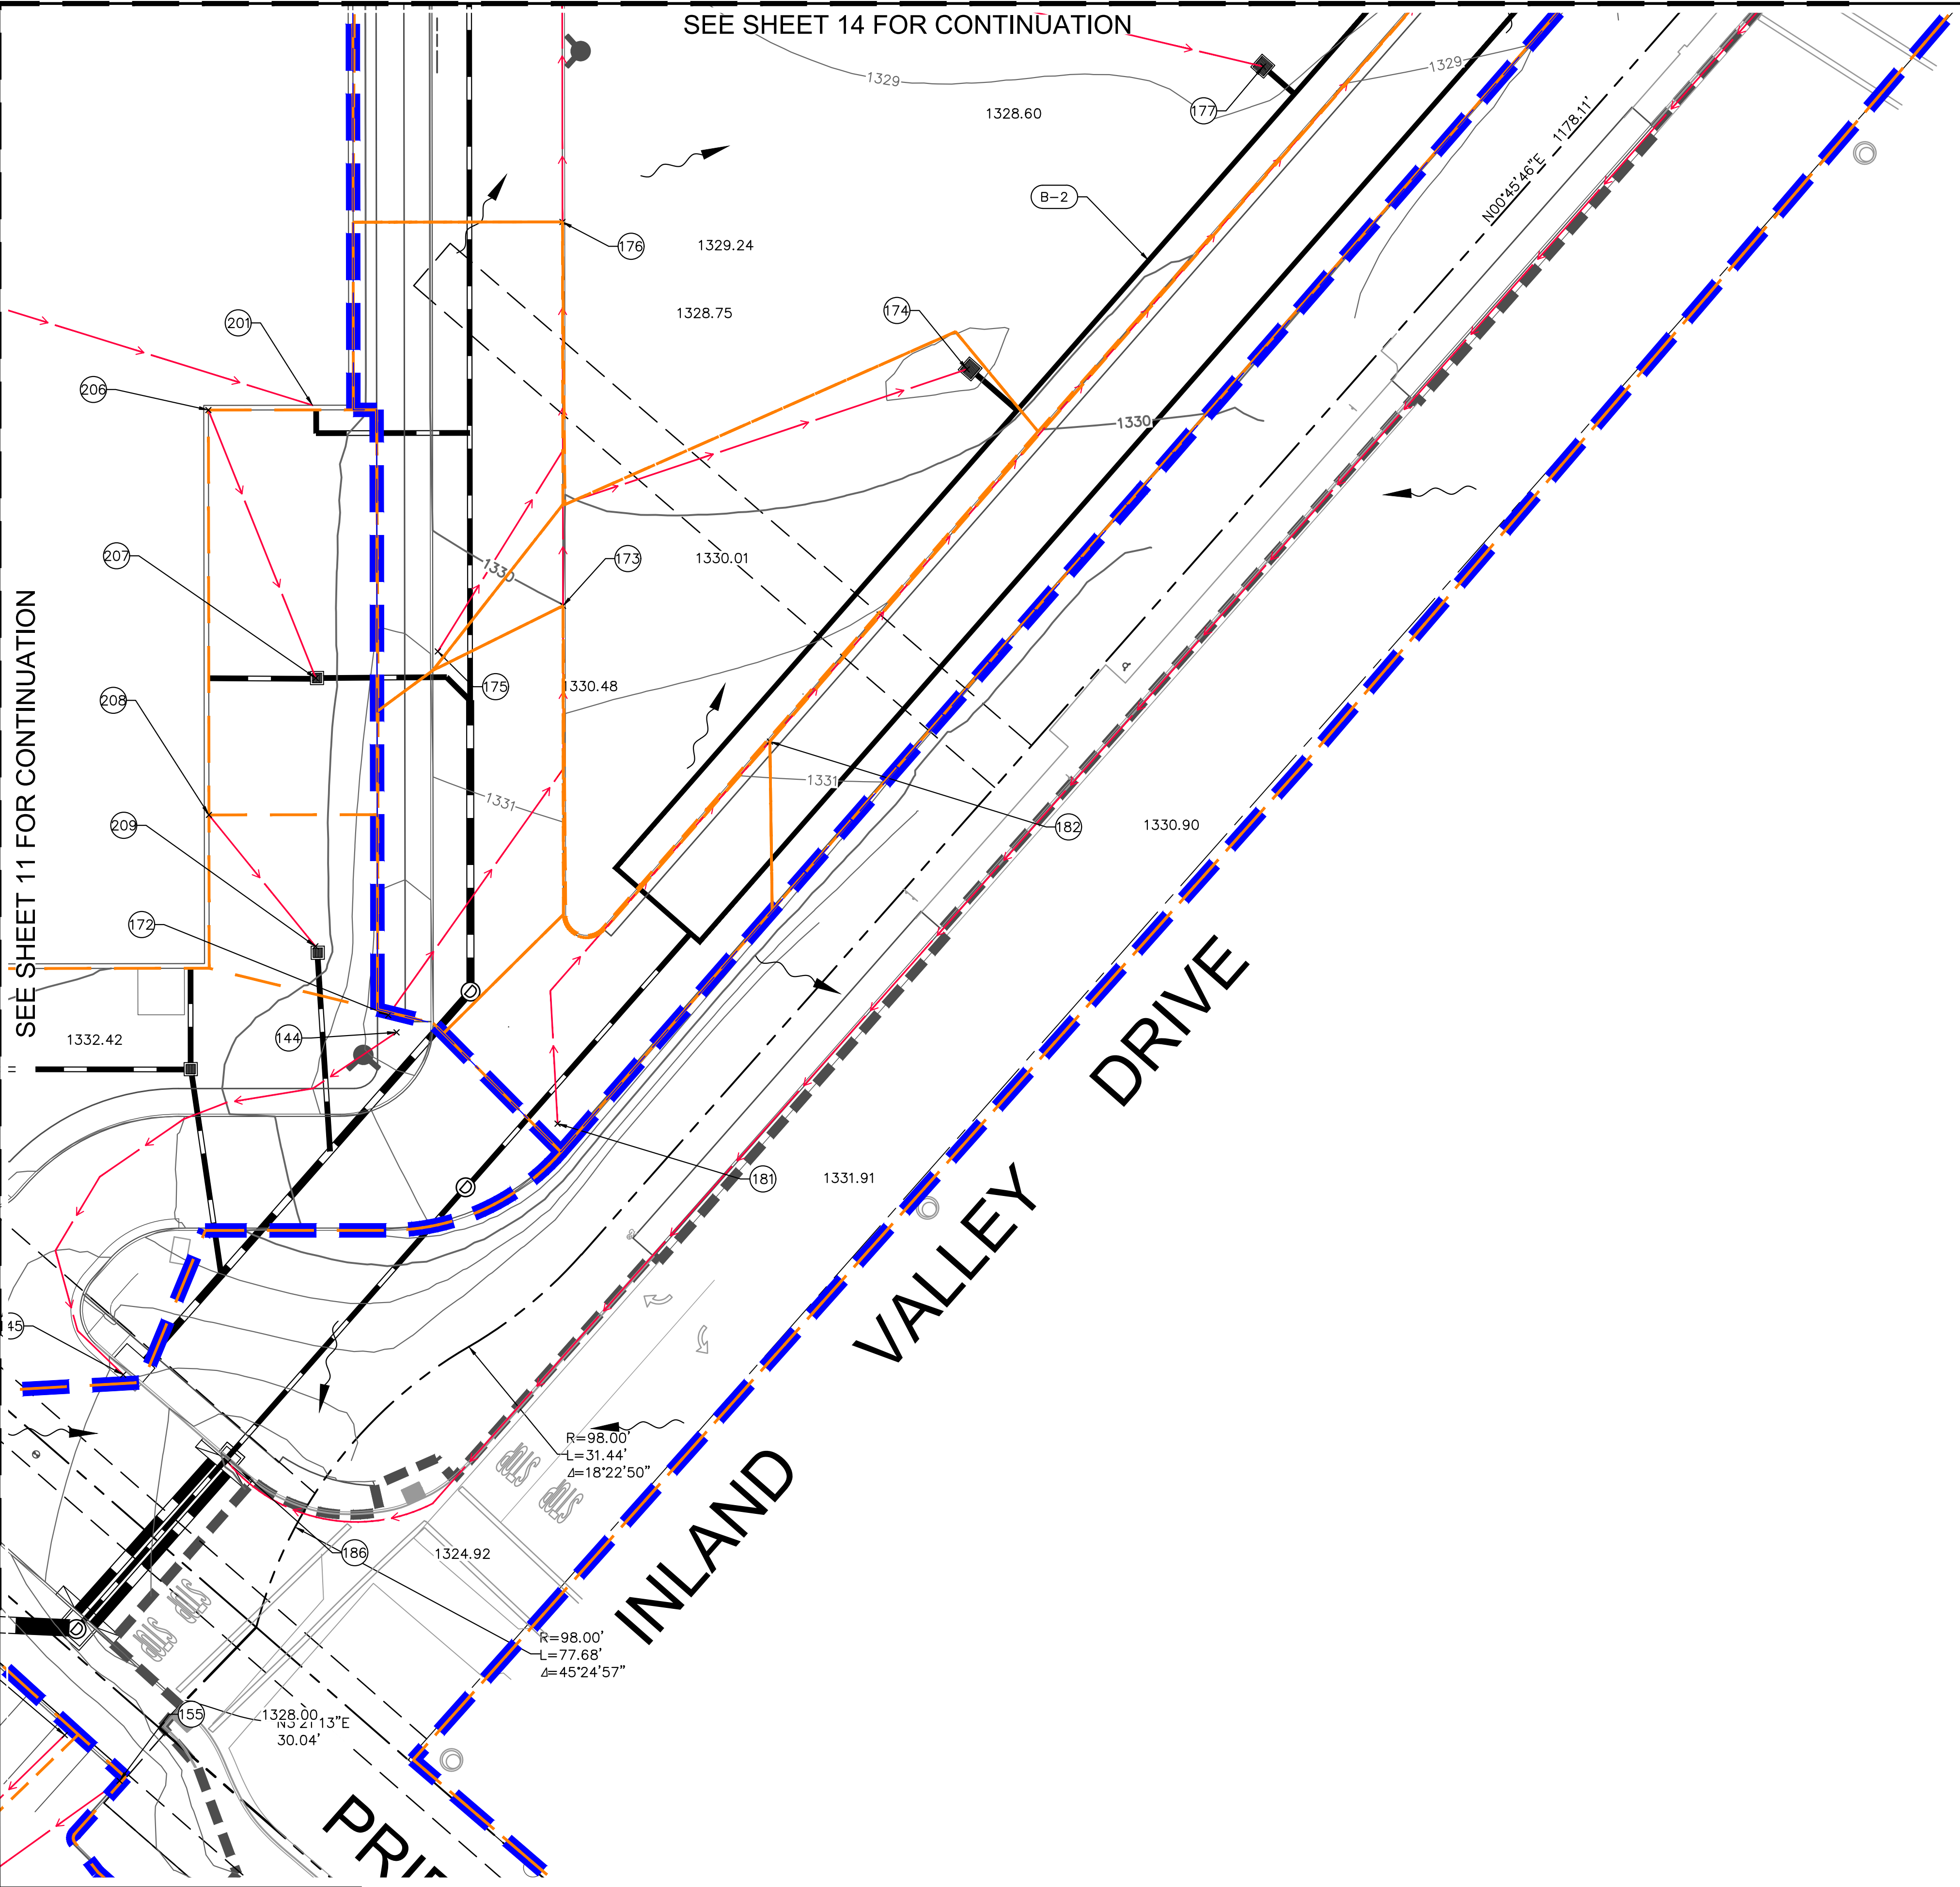 SEE SHEET 14 FOR CONTINUATION
1329
1329
177
1328.60
1178.11'
N00°45'46"E
B-2
176
1329.24
174
1328.75
201
206
1330
207
173
1330.01
1330
175
1330.48
SEE SHEET 11 FOR CONTINUATION
208
1331
1331
209
182
1330.90
172
144
1332.42
DRIVE
181
1331.91
VALLEY
45
R=98.00'
L=31.44'
Δ=18°22'50"
INLAND
186
1324.92
R=98.00'
L=77.68'
Δ=45°24'57"
155
1328.00
N3°21'13"E
30.04'
D
D
D